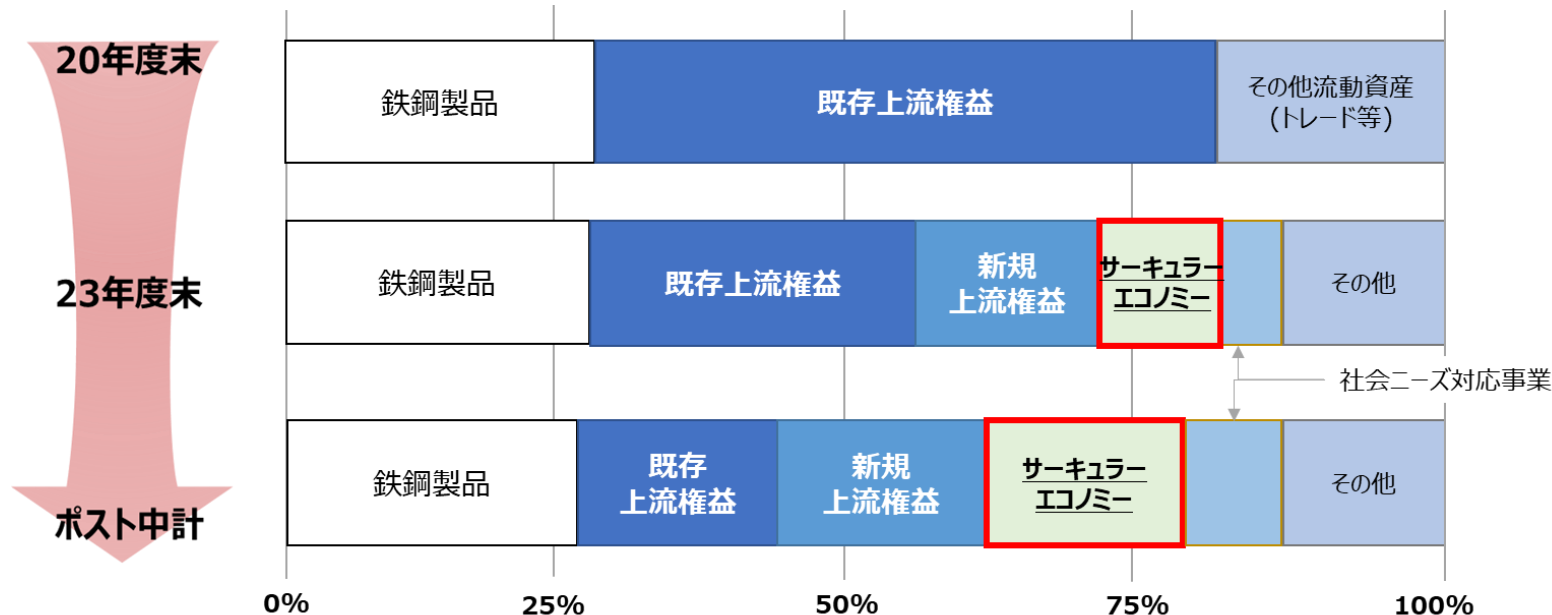 20年度末
鉄鋼製品
既存上流権益
その他流動資産
(トレード等)
23年度末
鉄鋼製品
既存上流権益
新規
上流権益
サーキュラー
エコノミー
その他
社会ニーズ対応事業
ポスト中計
鉄鋼製品
既存
上流権益
新規
上流権益
サーキュラー
エコノミー
その他
0%
25%
50%
75%
100%